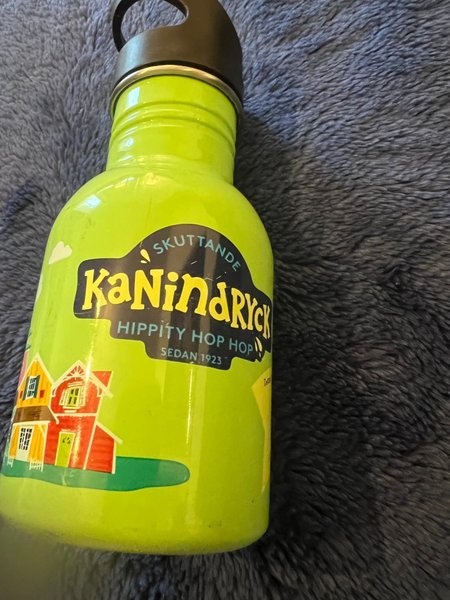 SKUTTANDE
KANINDRYCK
HIPPITY HOP HOP
SEDAN 1923